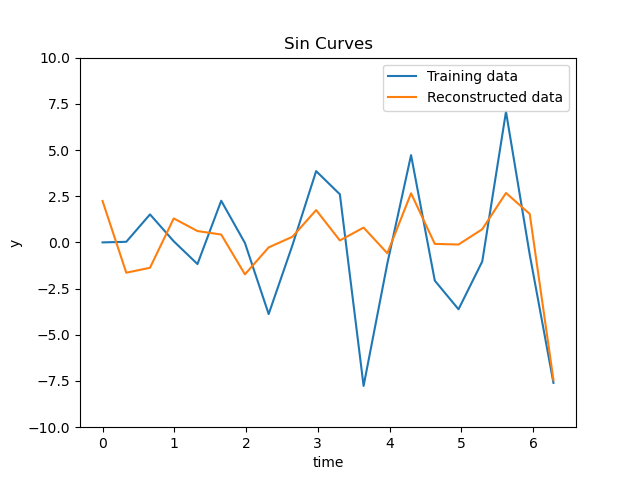 Sin Curves
Training data
Reconstructed data
10.0
7.5
5.0
2.5
0.0
−2.5
−5.0
−7.5
−10.0
y
0 1 2 3 4 5 6
time